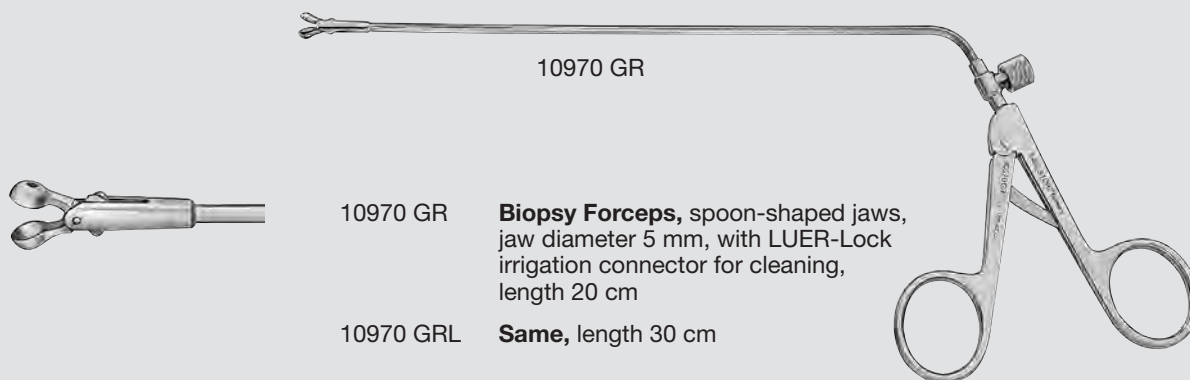 10970 GR
10970 GR Biopsy Forceps, spoon-shaped jaws,
jaw diameter 5 mm, with LUER-Lock
irrigation connector for cleaning,
length 20 cm
10970 GRL Same, length 30 cm